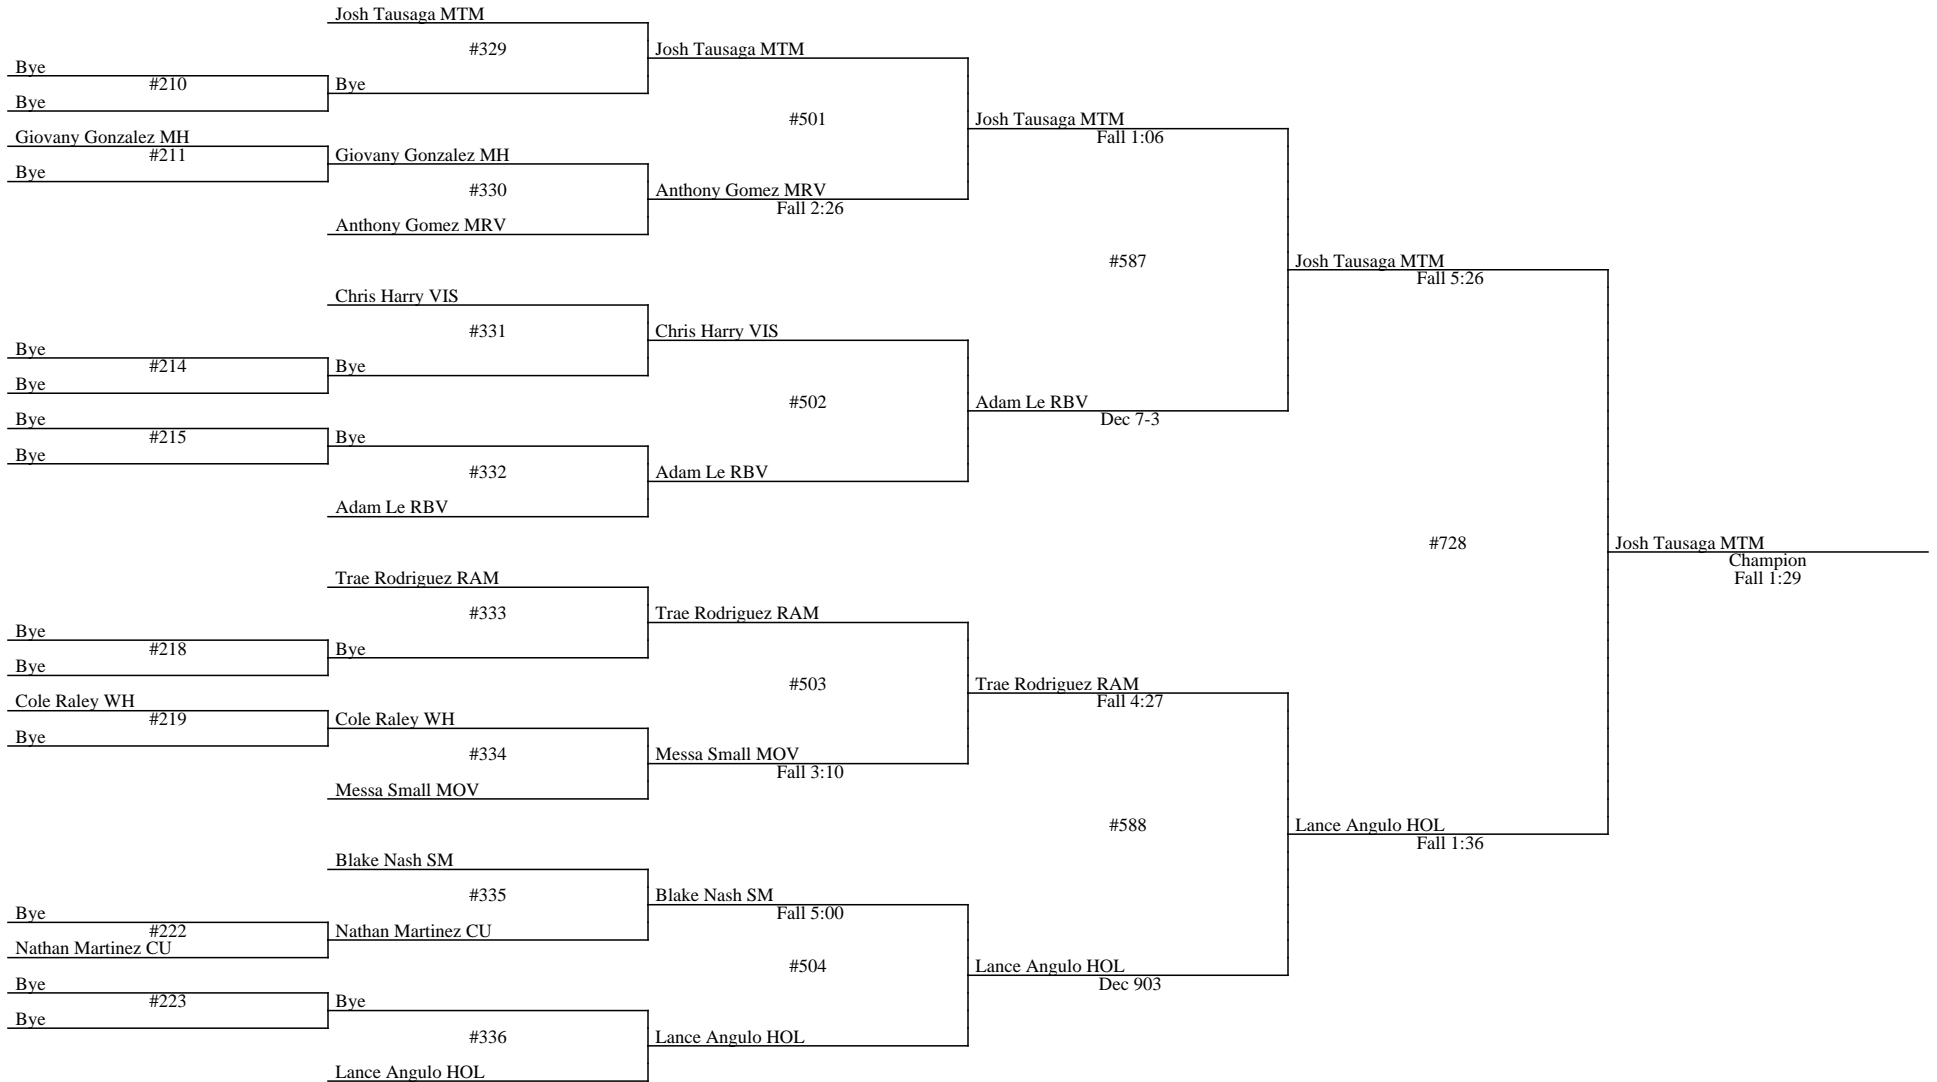 Josh Tausaga MTM
#329
Josh Tausaga MTM
Bye
#210
Bye
Bye
#501
Josh Tausaga MTM
Fall 1:06
Giovany Gonzalez MH
#211
Giovany Gonzalez MH
Bye
#330
Anthony Gomez MRV
Fall 2:26
Anthony Gomez MRV
#587
Josh Tausaga MTM
Fall 5:26
Chris Harry VIS
#331
Chris Harry VIS
Bye
#214
Bye
Bye
#502
Adam Le RBV
Dec 7-3
Bye
#215
Bye
Bye
#332
Adam Le RBV
Adam Le RBV
#728
Josh Tausaga MTM
Champion
Fall 1:29
Trae Rodriguez RAM
#333
Trae Rodriguez RAM
Bye
#218
Bye
Bye
#503
Trae Rodriguez RAM
Fall 4:27
Cole Raley WH
#219
Cole Raley WH
Bye
#334
Messa Small MOV
Fall 3:10
Messa Small MOV
#588
Lance Angulo HOL
Fall 1:36
Blake Nash SM
#335
Blake Nash SM
Fall 5:00
Bye
#222
Nathan Martinez CU
Nathan Martinez CU
#504
Lance Angulo HOL
Dec 903
Bye
#223
Bye
Bye
#336
Lance Angulo HOL
Lance Angulo HOL